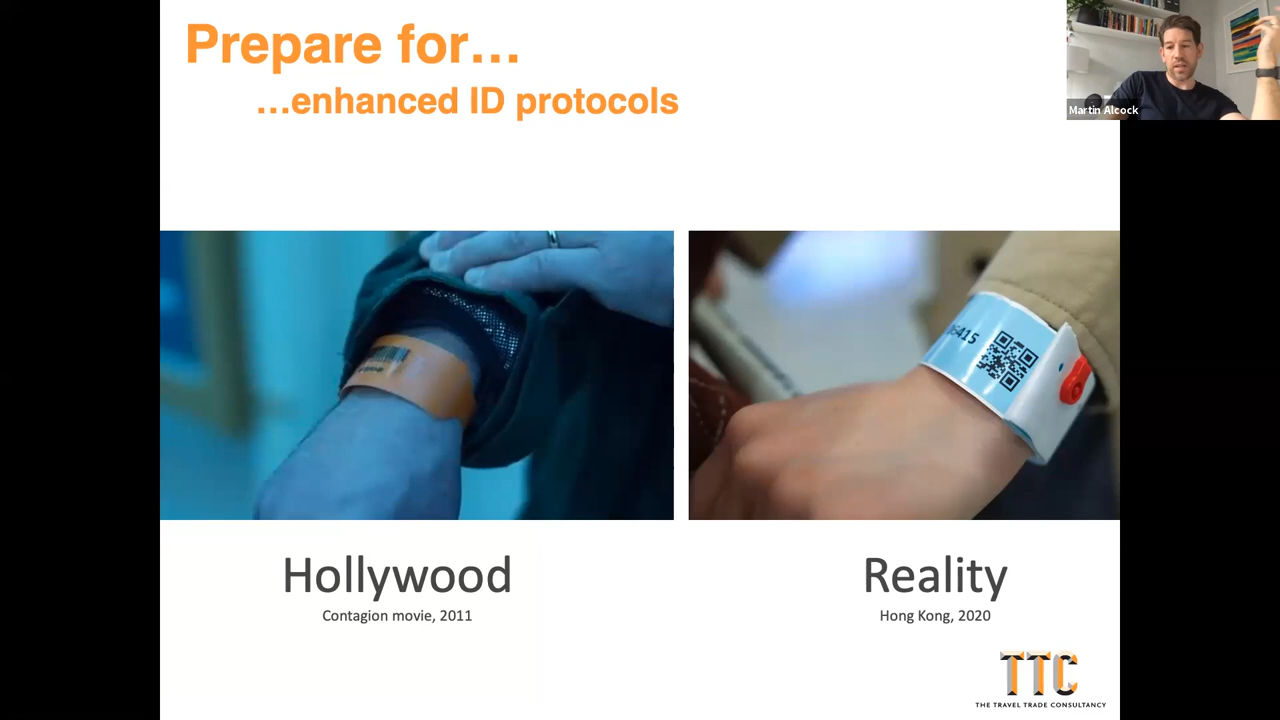 Prepare for...
...enhanced ID protocols
Martin Alcock
6415
Hollywood
Reality
Contagion movie, 2011
Hong Kong, 2020
TTC
THE TRAVEL TRADE CONSULTANCY